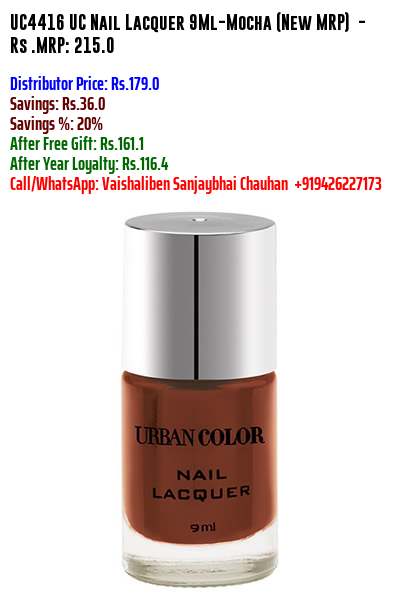 UC4416 UC Nail Lacquer 9Ml-Mocha (New MRP) -
Rs .MRP: 215.0
Distributor Price: Rs.179.0
Savings: Rs.36.0
Savings %: 20%
After Free Gift: Rs.161.1
After Year Loyalty: Rs.116.4
Call/WhatsApp: Vaishaliben Sanjaybhai Chauhan +919426227173
URBAN COLOR
NAIL
LACQUER
9ml